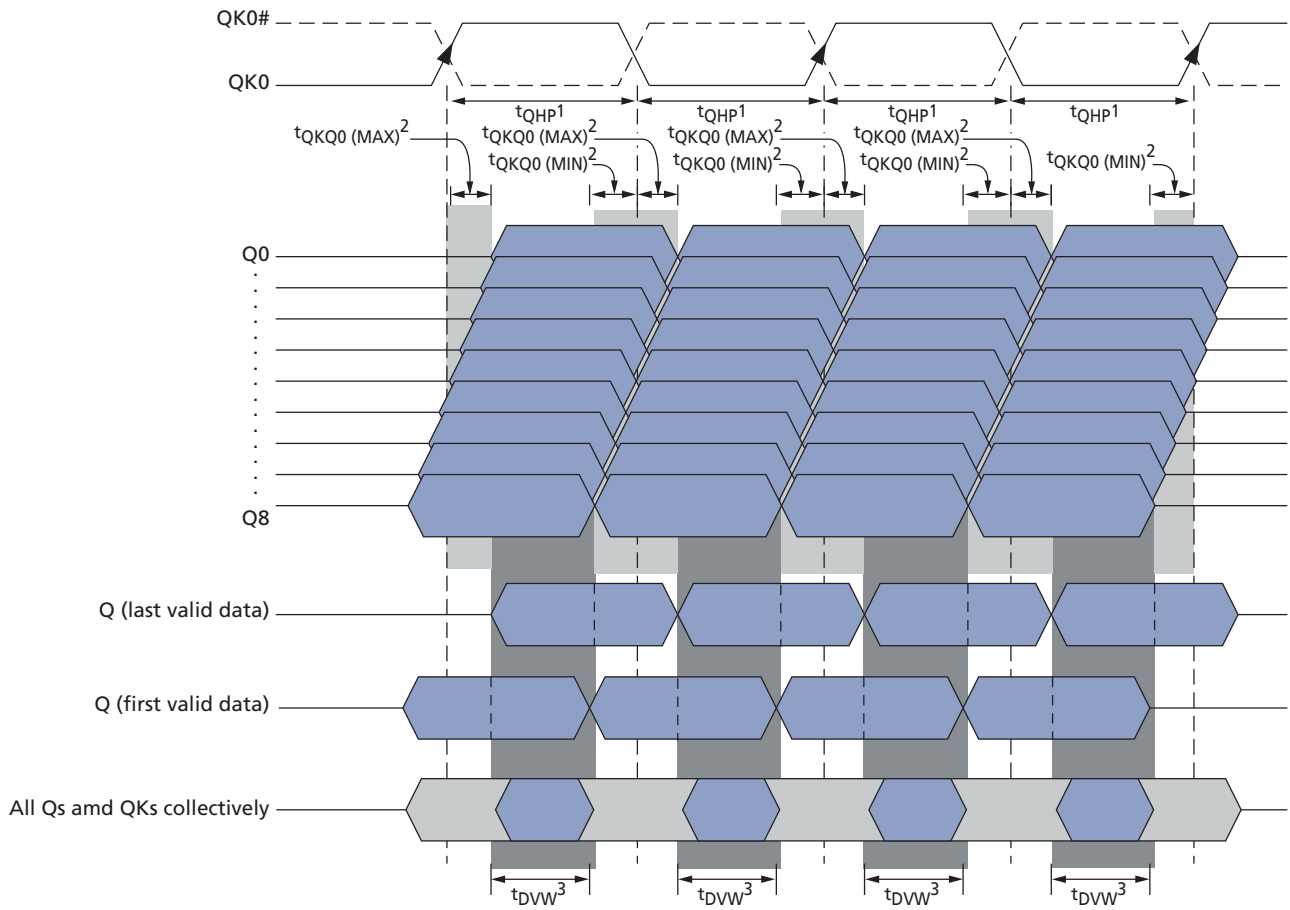 QK0#
QK0
tQHP1 tQHP1 tQHP1 tQHP1
tQKQ0 (MAX)2 tQKQ0 (MAX)2 tQKQ0 (MAX)2 tQKQ0 (MAX)2
tQKQ0 (MIN)2 tQKQ0 (MIN)2 tQKQ0 (MIN)2 tQKQ0 (MIN)2
Q0
Q8
Q (last valid data)
Q (first valid data)
All Qs amd QKs collectively
tDVW3 tDVW3 tDVW3 tDVW3